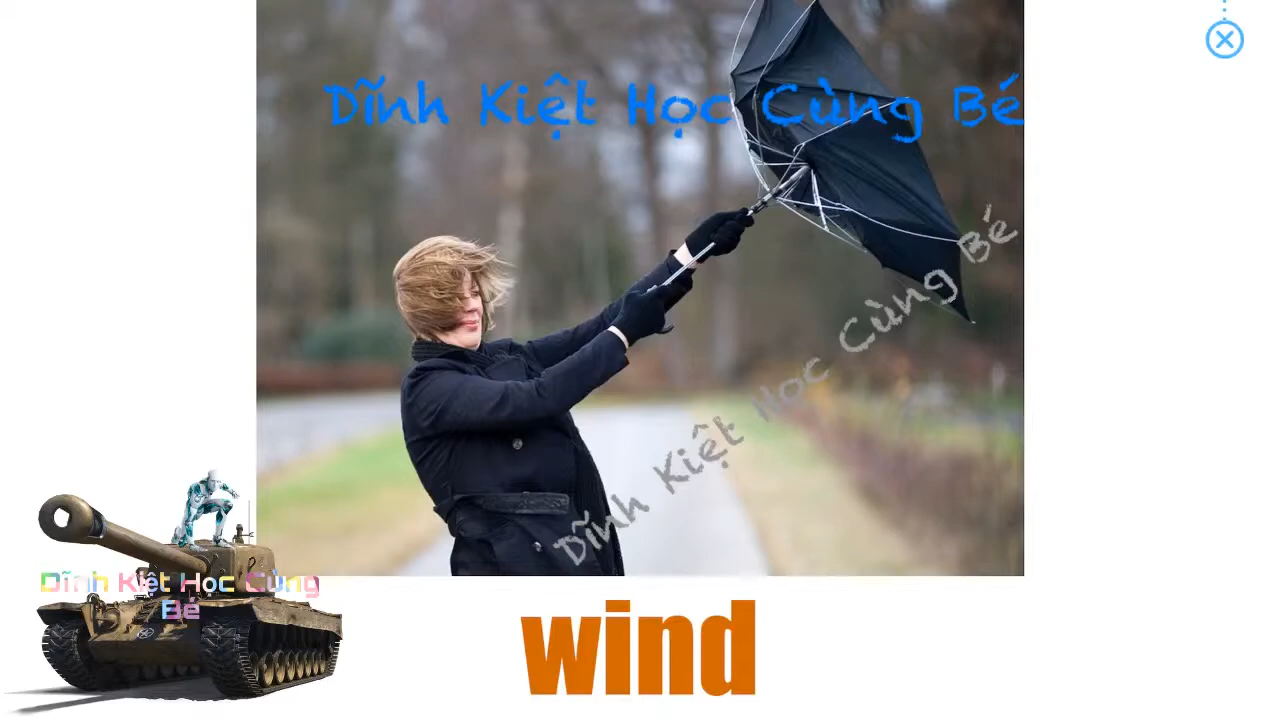 Dĩnh Kiệt Học Cùng Bé
Dĩnh Kiệt Học Cùng Bé
Dĩnh Kiệt Học Cùng
Bé
wind